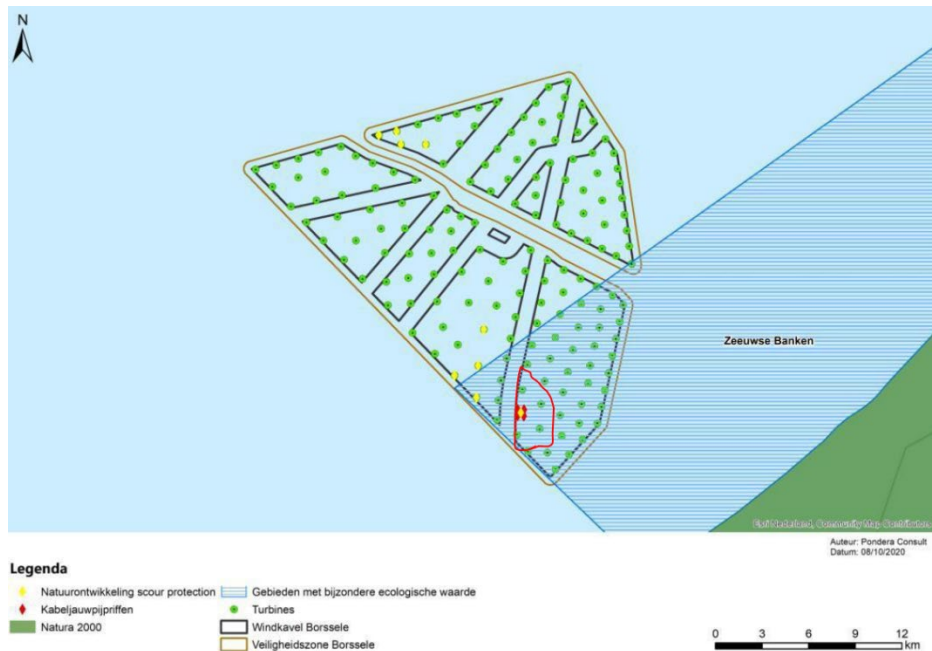 N
Zeeuwse Banken
Esri Nederland, Community Map Contributors
Auteur: Pondera Consult
Datum: 08/10/2020
Legenda
Natuurontwikkeling scour protection
Kabeljauwpijpriffen
Natura 2000
Gebieden met bijzondere ecologische waarde
Turbines
Windkavel Borssele
Veiligheidszone Borssele
0 3 6 9 12
km